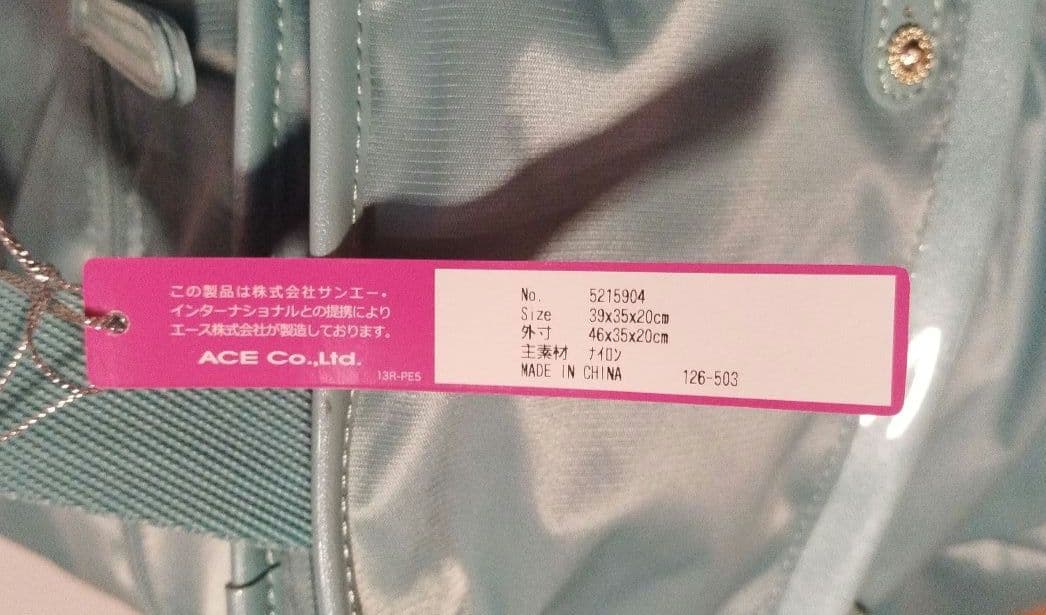 この製品は株式会社サンエー・
インターナショナルとの提携により
エース株式会社が製造しております。
ACE Co.,Ltd.
13R-PE5
No. 5215904
Size 39x35x20cm
外寸 46x35x20cm
主素材 ナイロン
MADE IN CHINA 126-503